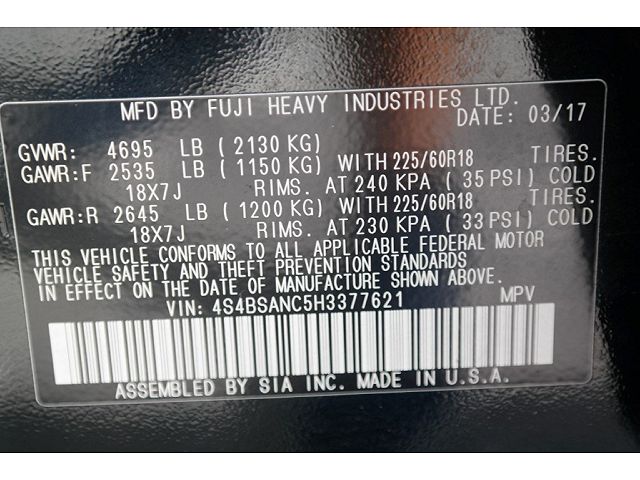 MFD BY FUJI HEAVY INDUSTRIES LTD.
DATE: 03/17
GVWR: 4695 LB ( 2130 KG)
GAWR:F 2535 LB ( 1150 KG) WITH 225/60R18 TIRES.
18X7J RIMS. AT 240 KPA ( 35 PSI) COLD
GAWR:R 2645 LB ( 1200 KG) WITH 225/60R18 TIRES.
18X7J RIMS. AT 230 KPA ( 33 PSI) COLD
THIS VEHICLE CONFORMS TO ALL APPLICABLE FEDERAL MOTOR
VEHICLE SAFETY AND THEFT PREVENTION STANDARDS
IN EFFECT ON THE DATE OF MANUFACTURE SHOWN ABOVE.
VIN: 4S4BSANC5H3377621 MPV
ASSEMBLED BY SIA INC. MADE IN U.S.A.